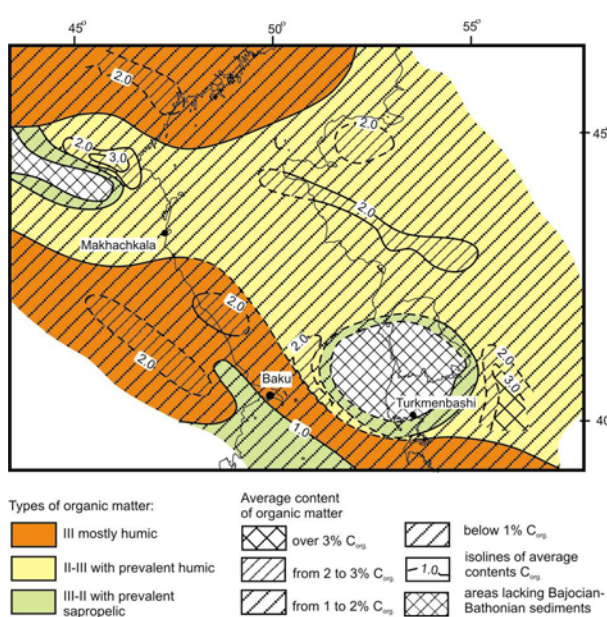 45°
50°
55°
2.0
2.0
45°
2.0
3.0
2.0
Makhachkala
2.0
2.0
2.0
2.0
3.0
Baku
Turkmenbashi
1.0
40°
Types of organic matter:
III mostly humic
II-III with prevalent humic
III-II with prevalent
sapropelic
Average content
of organic matter
over 3% Corg.
from 2 to 3% Corg.
from 1 to 2% Corg.
below 1% Corg.
1.0
isolines of average
contents Corg.
areas lacking Bajocian-
Bathonian sediments